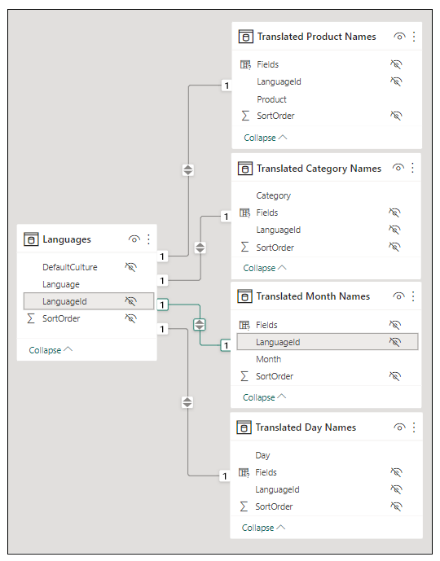 Translated Product Names
Fields
LanguageId
Product
SortOrder
Collapse
1
Translated Category Names
Category
Fields
LanguageId
SortOrder
Collapse
1
Languages
DefaultCulture
Language
LanguageId
SortOrder
Collapse
1
1
1
1
Translated Month Names
Fields
LanguageId
Month
SortOrder
Collapse
1
Translated Day Names
Day
Fields
LanguageId
SortOrder
Collapse
1